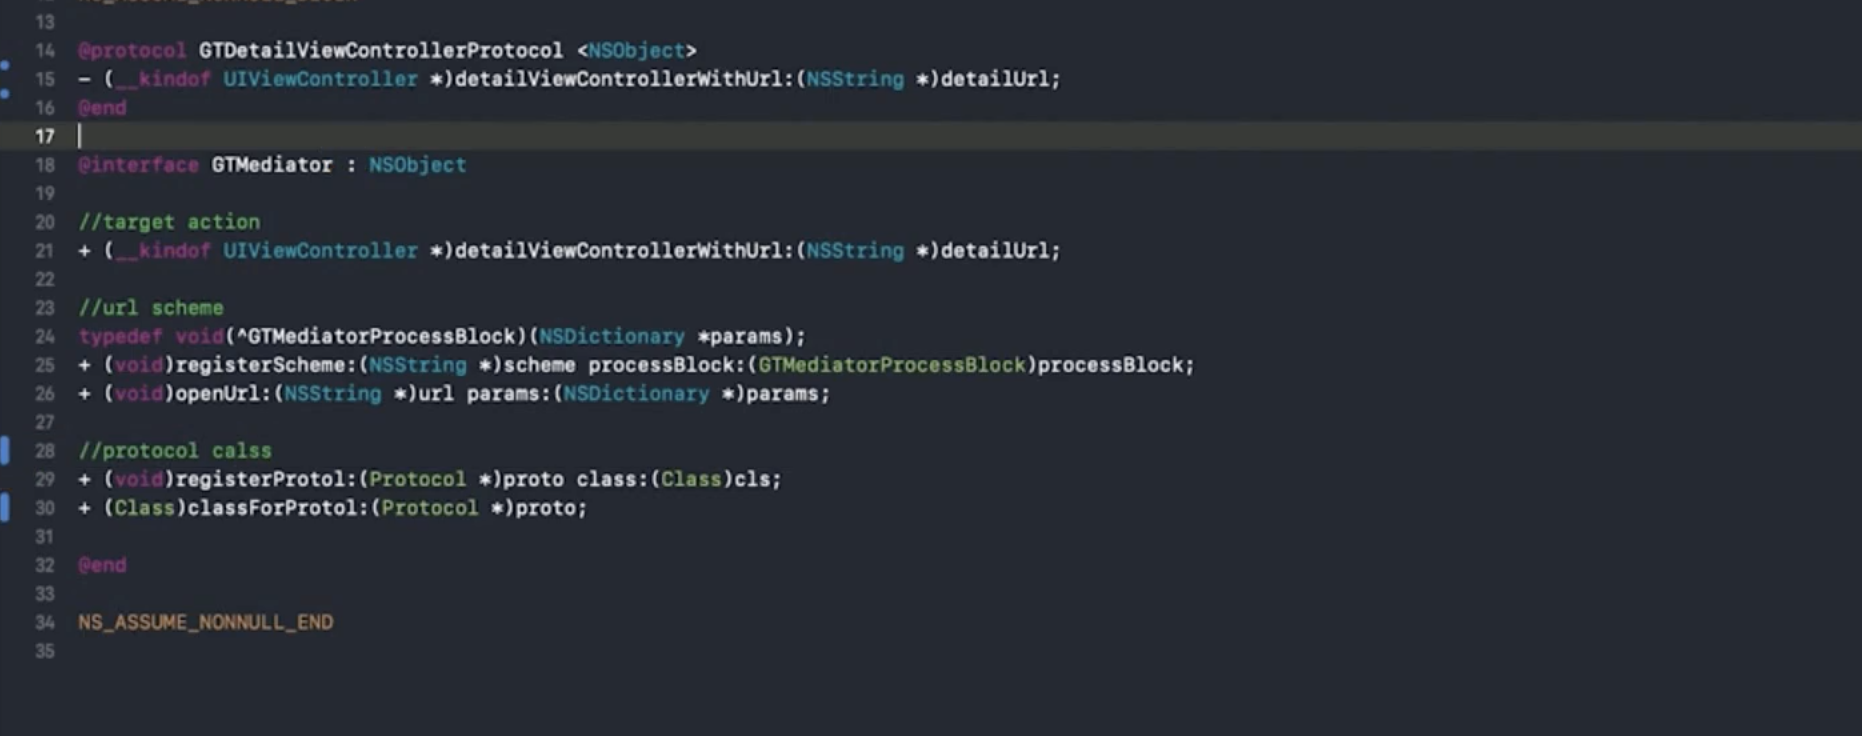 13
14 @protocol GTDetailViewControllerProtocol <NSObject>
15 - (__kindof UIViewController *)detailViewControllerWithUrl:(NSString *)detailUrl;
16 @end
17
18 @interface GTMediator : NSObject
19
20 //target action
21 + (__kindof UIViewController *)detailViewControllerWithUrl:(NSString *)detailUrl;
22
23 //url scheme
24 typedef void(^GTMediatorProcessBlock)(NSDictionary *params);
25 + (void)registerScheme:(NSString *)scheme processBlock:(GTMediatorProcessBlock)processBlock;
26 + (void)openUrl:(NSString *)url params:(NSDictionary *)params;
27
28 //protocol calss
29 + (void)registerProtol:(Protocol *)proto class:(Class)cls;
30 + (Class)classForProtol:(Protocol *)proto;
31
32 @end
33
34 NS_ASSUME_NONNULL_END
35